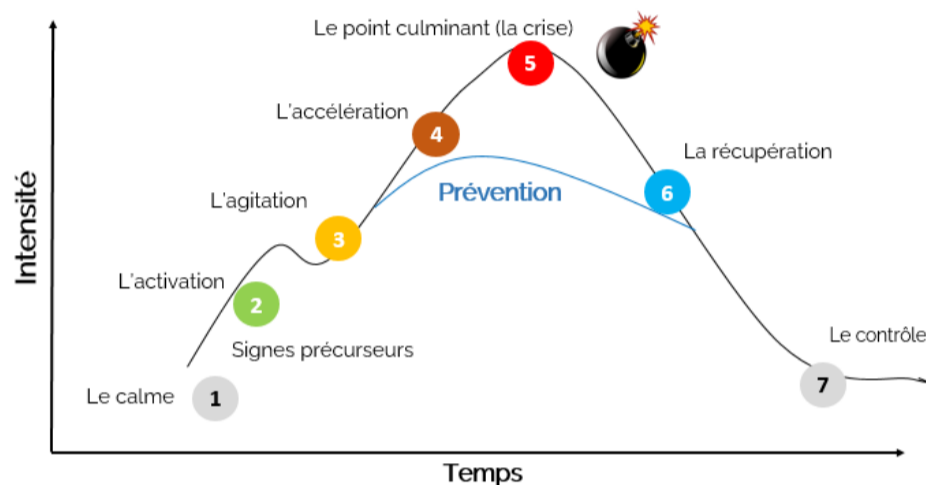 Le point culminant (la crise)
5
L'accélération
4
La récupération
Prévention
6
L'agitation
3
Intensité
L'activation
2
Signes précurseurs
Le contrôle
Le calme
1
7
Temps